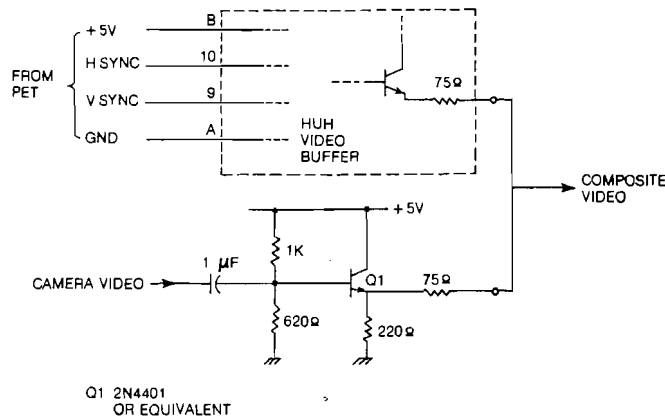 FROM
PET
+5V
B
H SYNC
10
V SYNC
9
GND
A
HUH
VIDEO
BUFFER
75Ω
COMPOSITE
VIDEO
+5V
1K
1 µF
CAMERA VIDEO
Q1
75Ω
620Ω
220Ω
Q1 2N4401
OR EQUIVALENT